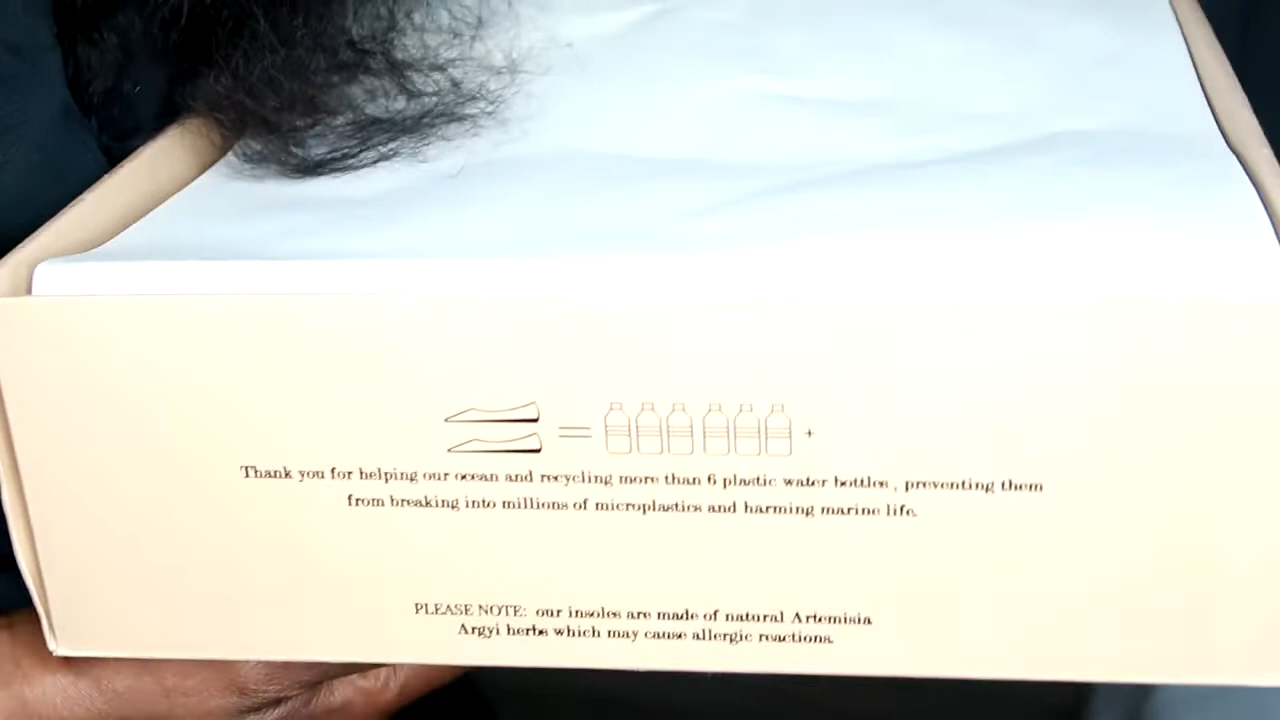 Thank you for helping our ocean and recycling more than 6 plastic water bottles , preventing them
from breaking into millions of microplastics and harming marine life.
PLEASE NOTE: our insoles are made of natural Artemisia
Argyi herbs which may cause allergic reactions.